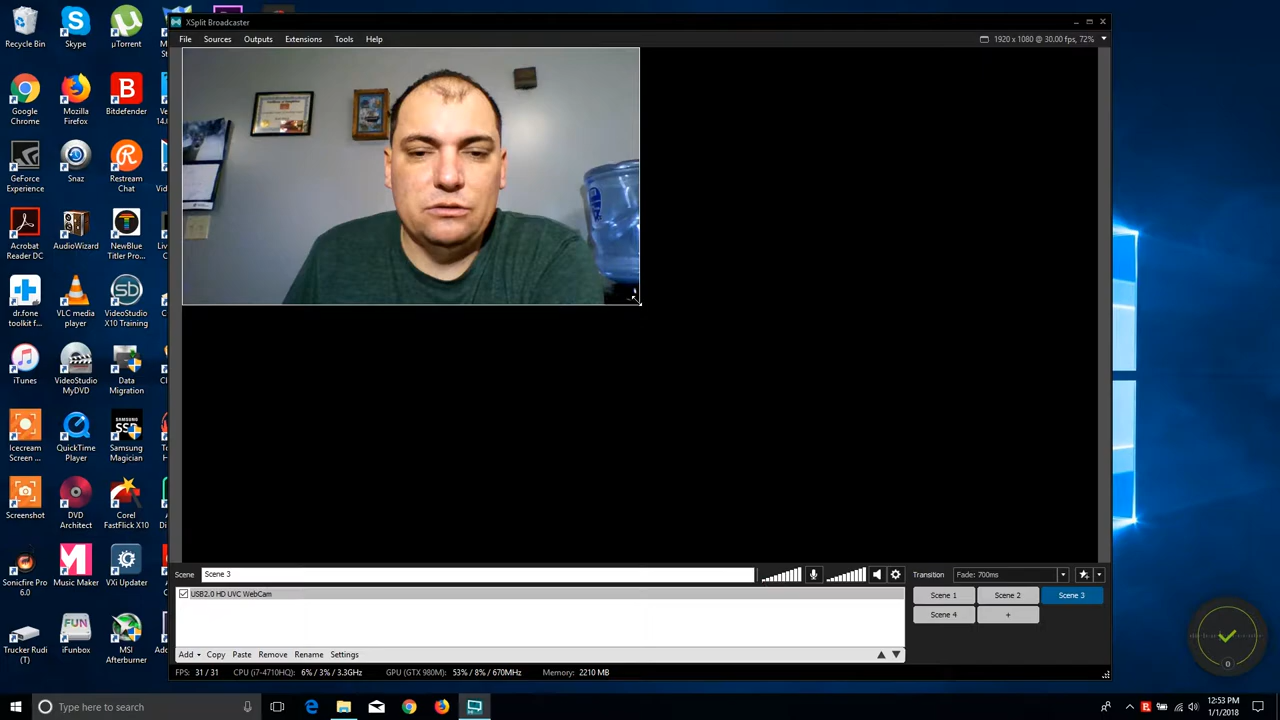 XSplit Broadcaster
File Sources Outputs Extensions Tools Help
1920 x 1080 @ 30.00 fps, 72%
Recycle Bin
Skype
µTorrent
Google Chrome
Mozilla Firefox
Bitdefender
14.0
GeForce Experience
Snaz
Restream Chat
Acrobat Reader DC
AudioWizard
NewBlue Titler Pro...
dr.fone toolkit f...
VLC media player
VideoStudio X10 Training
iTunes
VideoStudio MyDVD
Data Migration
Icecream Screen ...
QuickTime Player
Samsung Magician
SAMSUNG
SSD
Screenshot
DVD Architect
Corel FastFlick X10
Sonicfire Pro 6.0
Music Maker
VXi Updater
Trucker Rudi (T)
FUN
iFunbox
MSI Afterburner
Scene
Scene 3
Transition
Fade: 700ms
USB2.0 HD UVC WebCam
Scene 1
Scene 2
Scene 3
Scene 4
+
Add Copy Paste Remove Rename Settings
FPS: 31 / 31
CPU (i7-4710HQ): 6% / 3% / 3.3GHz
GPU (GTX 980M): 53% / 8% / 670MHz
Memory: 2210 MB
0
Type here to search
12:53 PM
1/1/2018